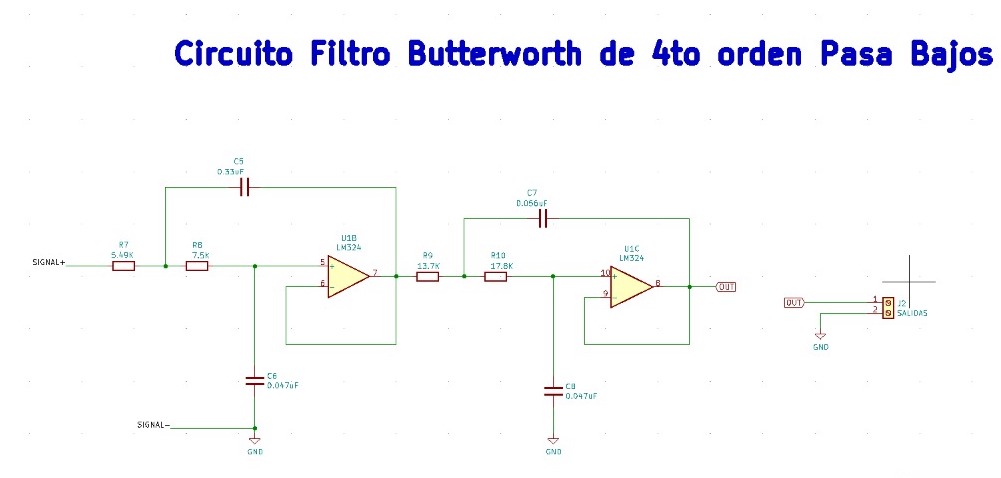 Circuito Filtro Butterworth de 4to orden Pasa Bajos
C5
0.33uF
C7
0.056uF
R7
5.49K
R8
7.5K
U1B
LM324
R9
13.7K
R10
17.8K
U1C
LM324
SIGNAL+
5
+
7
6
-
10
+
8
9
-
OUT
OUT
1
2
J2
SALIDAS
GND
C6
0.047uF
C8
0.047uF
SIGNAL-
GND
GND